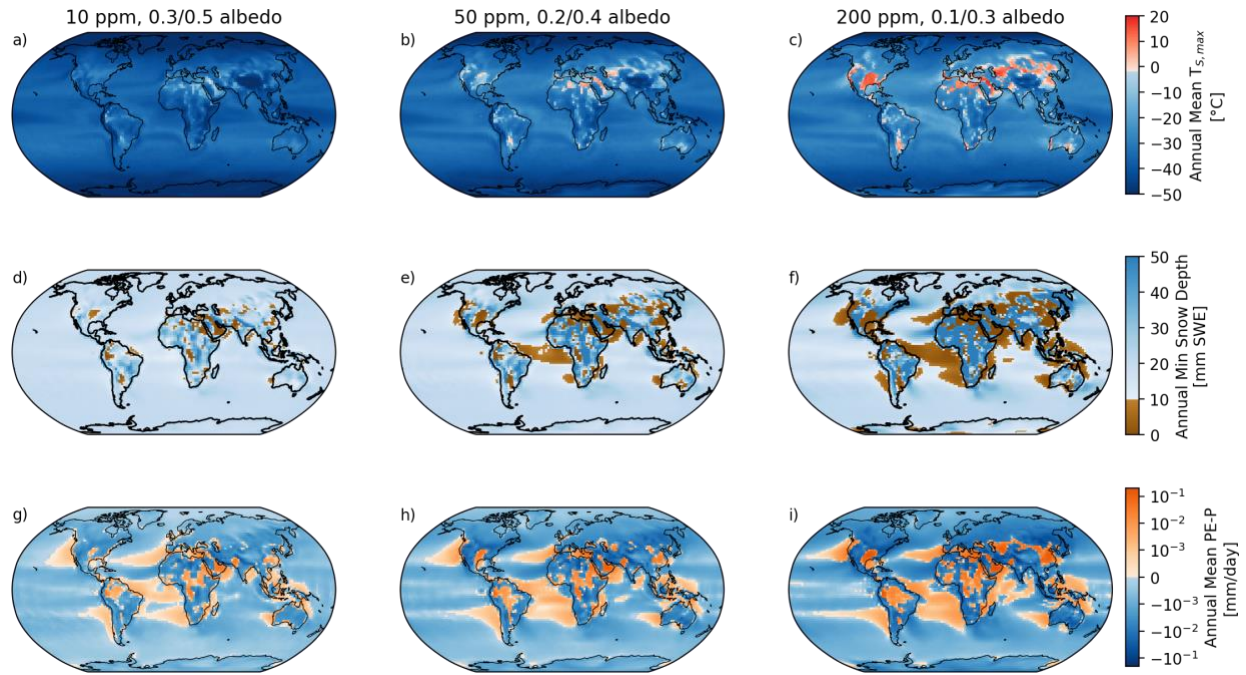 10 ppm, 0.3/0.5 albedo
50 ppm, 0.2/0.4 albedo
200 ppm, 0.1/0.3 albedo
a)
b)
c)
20
10
0
−10
−20
−30
−40
−50
Annual Mean T_{S,max}
[°C]
d)
e)
f)
50
40
30
20
10
0
Annual Min Snow Depth
[mm SWE]
g)
h)
i)
10^{−1}
10^{−2}
10^{−3}
0
−10^{−3}
−10^{−2}
−10^{−1}
Annual Mean PE-P
[mm/day]